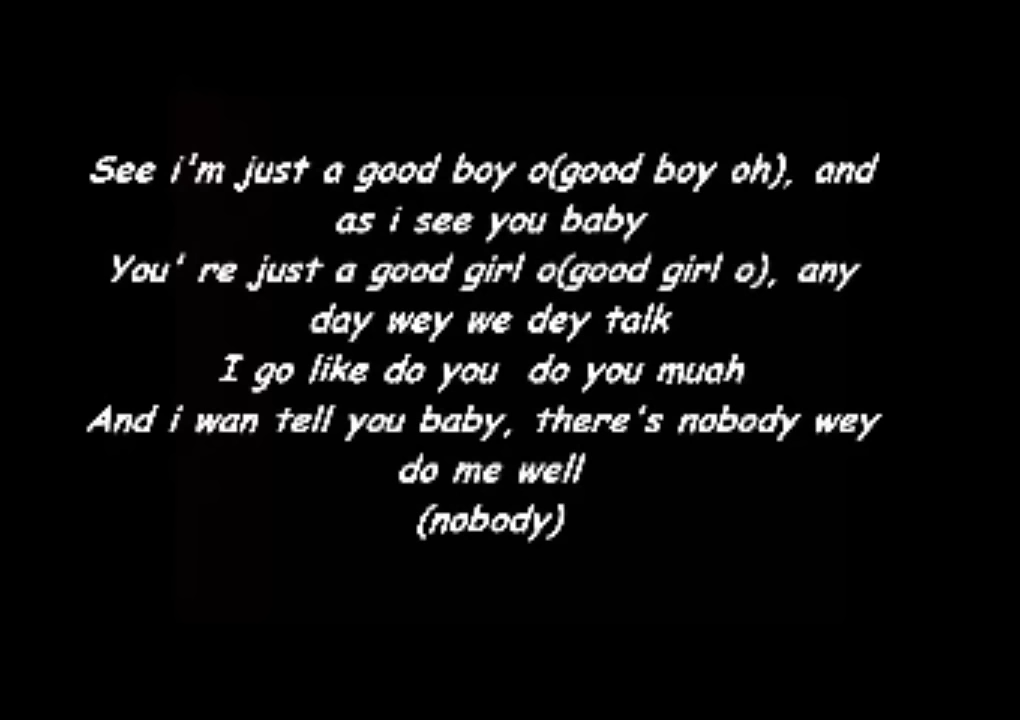 See i'm just a good boy o(good boy oh), and
as i see you baby
You' re just a good girl o(good girl o), any
day wey we dey talk
I go like do you do you muah
And i wan tell you baby, there's nobody wey
do me well
(nobody)